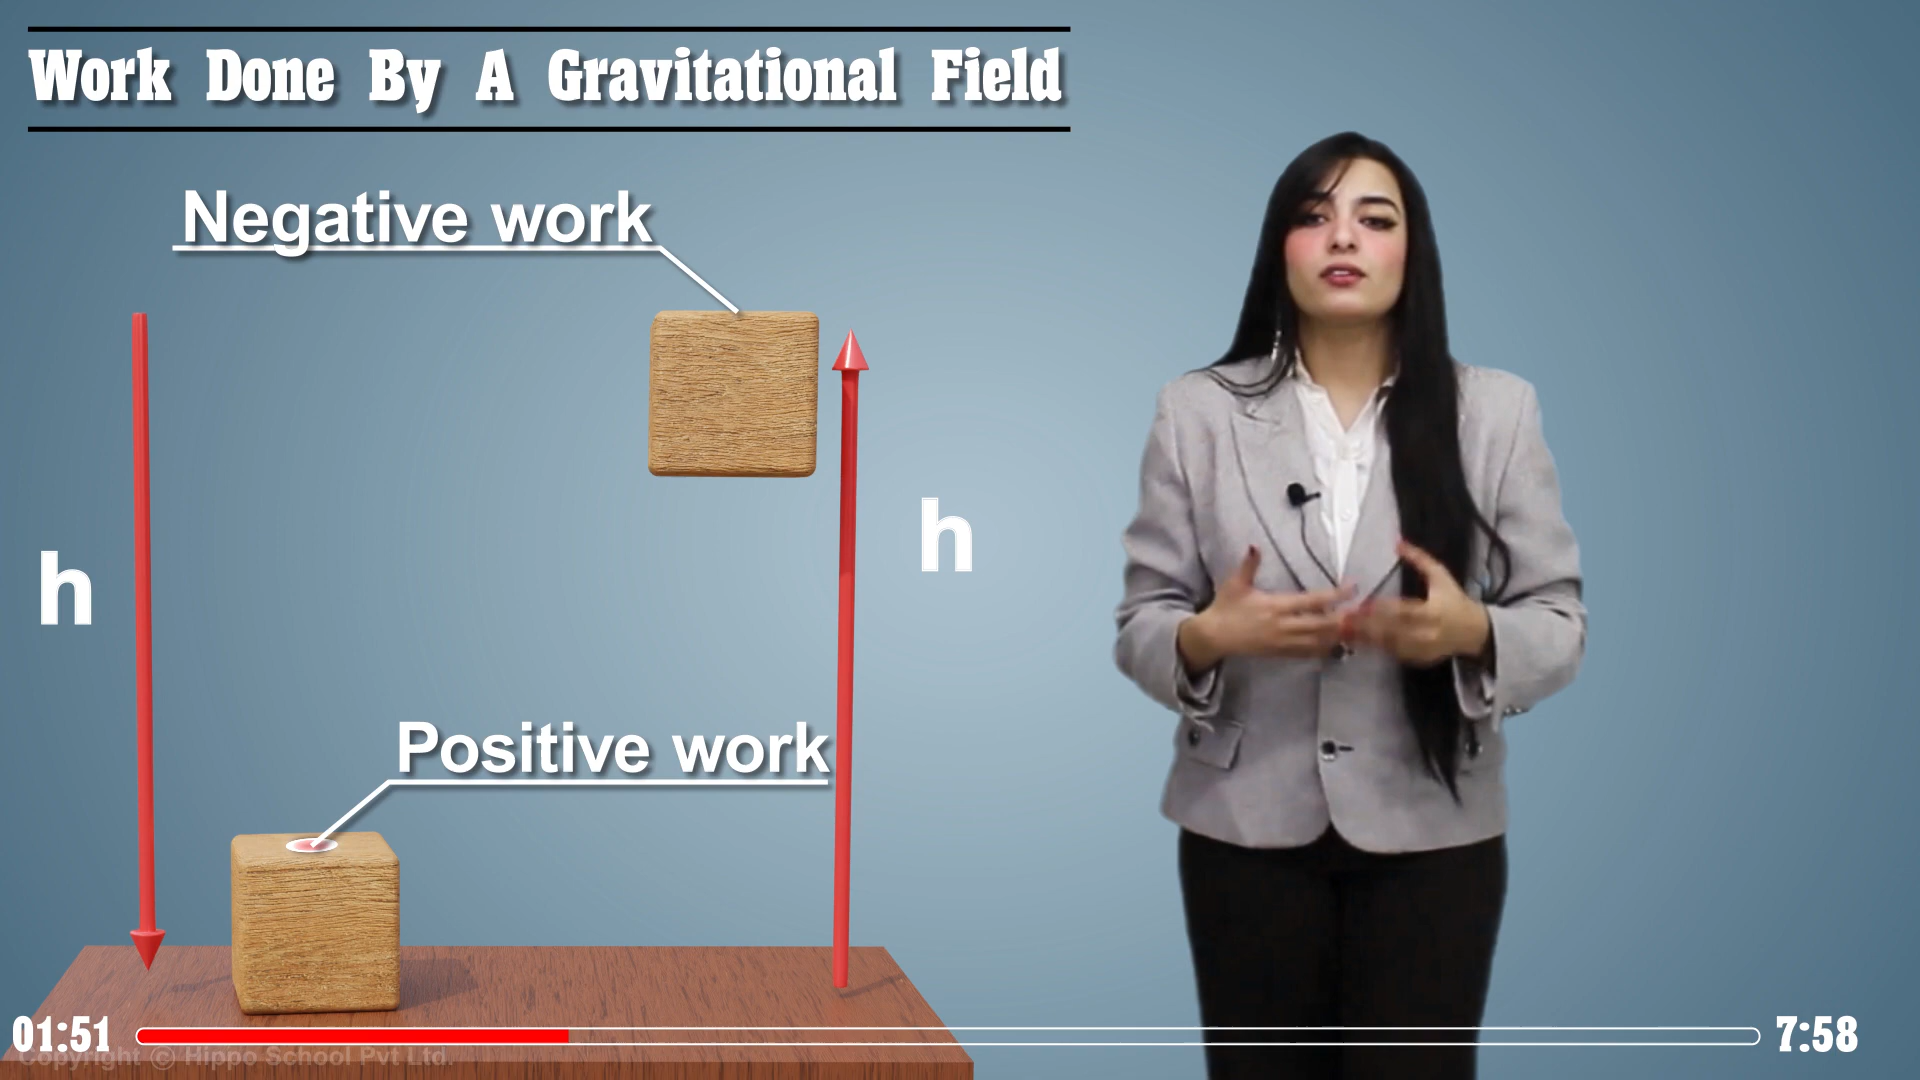 Work Done By A Gravitational Field
Negative work
h
h
Positive work
01:51
7:58
Copyright © Hippo School Pvt Ltd.